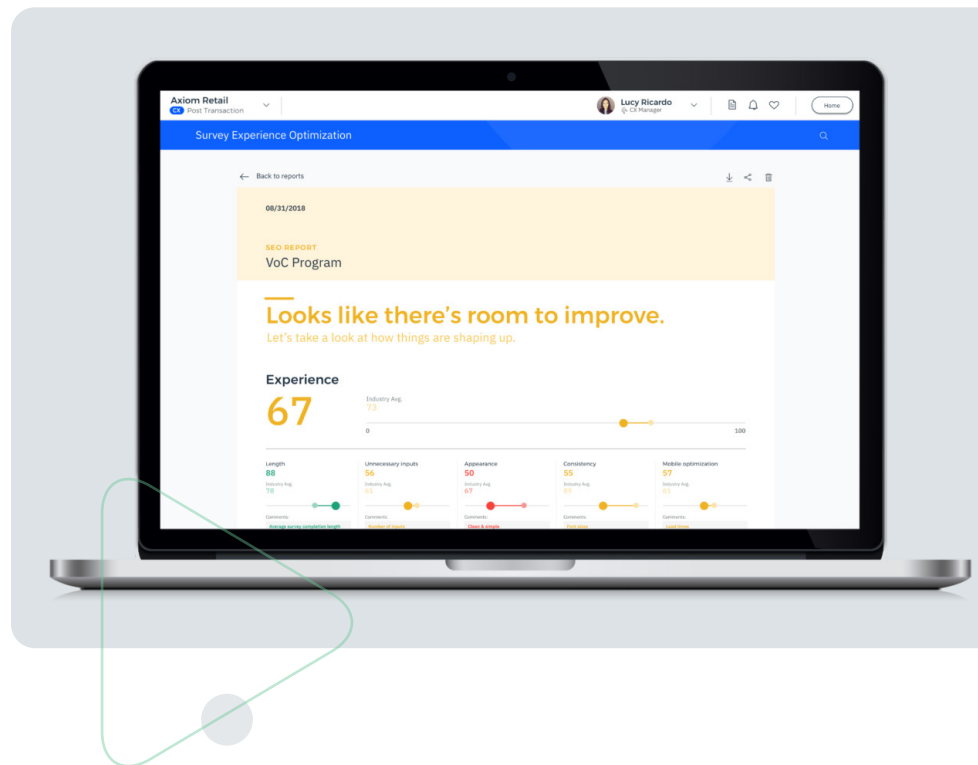 Axiom Retail
CX Post Transaction
Lucy Ricardo
CX Manager
Home
Survey Experience Optimization
Back to reports
08/31/2018
SEO REPORT
VoC Program
Looks like there's room to improve.
Let's take a look at how things are shaping up.
Experience
67
Industry Avg.
73
0
100
Length
88
Industry Avg
78
Comments:
Average survey completion length
Unnecessary inputs
56
Industry Avg
61
Comments:
Number of inputs
Appearance
50
Industry Avg
67
Comments:
Clean & simple
Consistency
55
Industry Avg
Comments:
Font sizes
Mobile optimization
57
Industry Avg
Comments:
Load times